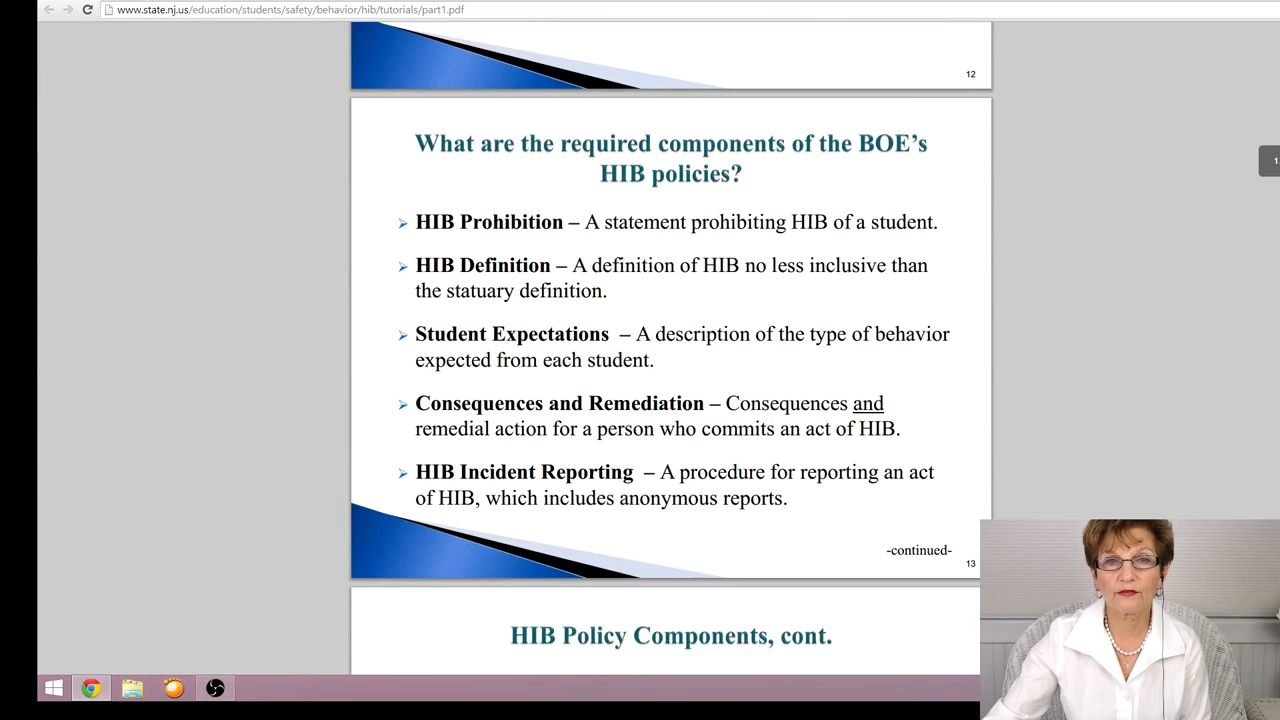 www.state.nj.us/education/students/safety/behavior/hib/tutorials/part1.pdf
12
What are the required components of the BOE’s
HIB policies?
HIB Prohibition – A statement prohibiting HIB of a student.
HIB Definition – A definition of HIB no less inclusive than
the statuary definition.
Student Expectations – A description of the type of behavior
expected from each student.
Consequences and Remediation – Consequences and
remedial action for a person who commits an act of HIB.
HIB Incident Reporting – A procedure for reporting an act
of HIB, which includes anonymous reports.
-continued-
13
HIB Policy Components, cont.